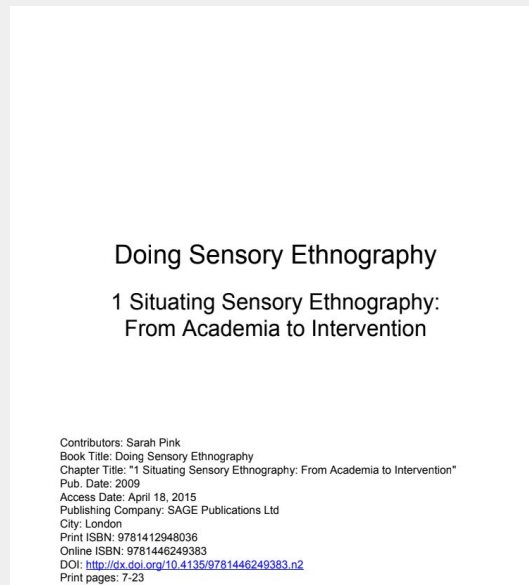 Doing Sensory Ethnography
1 Situating Sensory Ethnography:
From Academia to Intervention
Contributors: Sarah Pink
Book Title: Doing Sensory Ethnography
Chapter Title: "1 Situating Sensory Ethnography: From Academia to Intervention"
Pub. Date: 2009
Access Date: April 18, 2015
Publishing Company: SAGE Publications Ltd
City: London
Print ISBN: 9781412948036
Online ISBN: 9781446249383
DOI: http://dx.doi.org/10.4135/9781446249383.n2
Print pages: 7-23